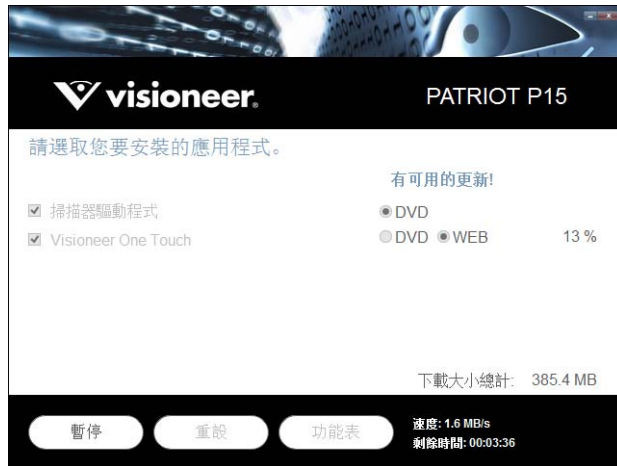 visioneer®
PATRIOT P15
請選取您要安裝的應用程式。
有可用的更新!
掃描器驅動程式 DVD
Visioneer One Touch DVD WEB 13 %
下載大小總計: 385.4 MB
暫停 重設 功能表
速度: 1.6 MB/s
剩餘時間: 00:03:36